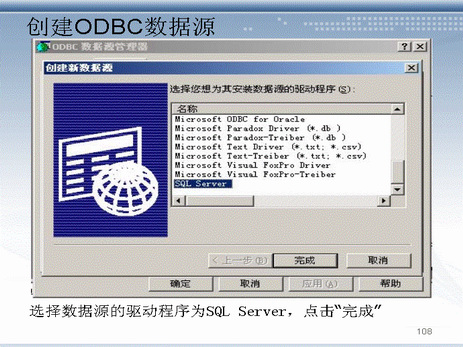 创建ODBC数据源
ODBC 数据源管理器
创建新数据源
选择您想为其安装数据源的驱动程序(S):
名称
Microsoft ODBC for Oracle
Microsoft Paradox Driver (*.db )
Microsoft Paradox-Treiber (*.db )
Microsoft Text Driver (*.txt; *.csv)
Microsoft Text-Treiber (*.txt; *.csv)
Microsoft Visual FoxPro Driver
Microsoft Visual FoxPro-Treiber
SQL Server
< 上一步(B) 完成 取消
确定 取消 应用(A) 帮助
选择数据源的驱动程序为SQL Server，点击“完成”
108